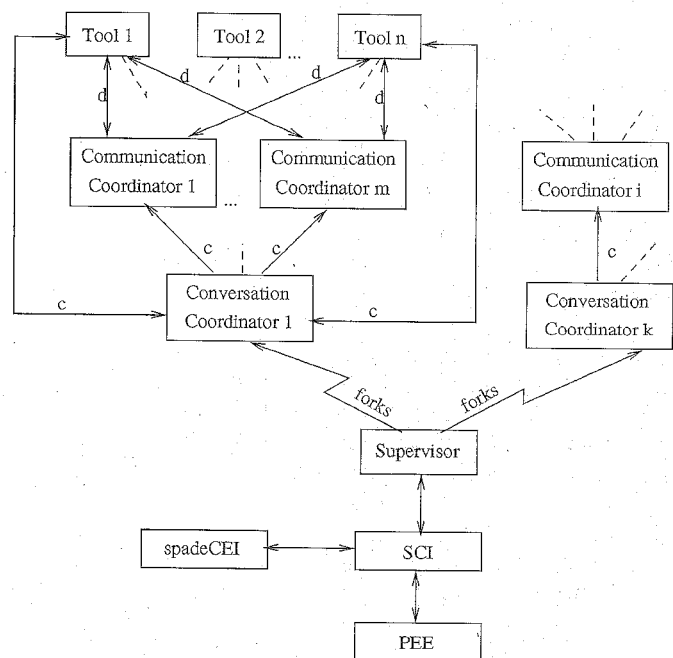 Tool 1
Tool 2
...
Tool n
d
d
d
d
Communication
Coordinator 1
...
Communication
Coordinator m
Communication
Coordinator i
c
c
c
Conversation
Coordinator 1
Conversation
Coordinator k
c
c
forks
forks
Supervisor
spadeCEI
SCI
PEE